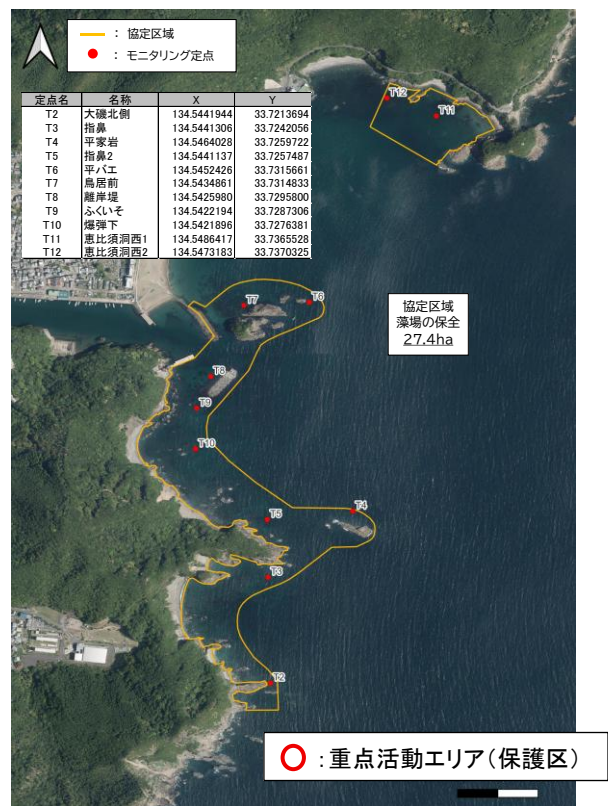 ： 協定区域
： モニタリング定点
定点名 名称 X Y
T2 大磯北側 134.5441944 33.7213694
T3 指鼻 134.5441306 33.7242056
T4 平家岩 134.5464028 33.7259722
T5 指鼻2 134.5441137 33.7257487
T6 平バエ 134.5452426 33.7315661
T7 鳥居前 134.5434861 33.7314833
T8 離岸堤 134.5425980 33.7295800
T9 ふくいそ 134.5422194 33.7287306
T10 爆弾下 134.5421896 33.7276381
T11 恵比須洞西1 134.5486417 33.7365528
T12 恵比須洞西2 134.5473183 33.7370325
T12
T11
T7
T6
協定区域
藻場の保全
27.4ha
T8
T9
T10
T4
T5
T3
T2
：重点活動エリア（保護区）